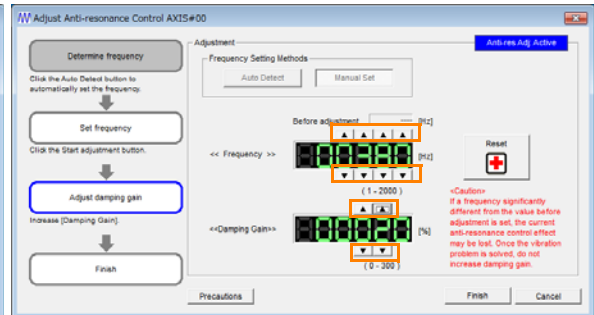 Adjust Anti-resonance Control AXIS#00
Determine frequency
Click the Auto Detect button to
automatically set the frequency.
Set frequency
Click the Start adjustment button.
Adjust damping gain
Increase [Damping Gain].
Finish
Adjustment
Anti-res Adj Active
Frequency Setting Methods
Auto Detect
Manual Set
Before adjustment
[Hz]
<< Frequency >>
[Hz]
( 1 - 2000 )
<<Damping Gain>>
000020
[%]
( 0 - 300 )
Reset
<Caution>
If a frequency significantly
different from the value before
adjustment is set, the current
anti-resonance control effect
may be lost. Once the vibration
problem is solved, do not
increase damping gain.
Precautions
Finish
Cancel